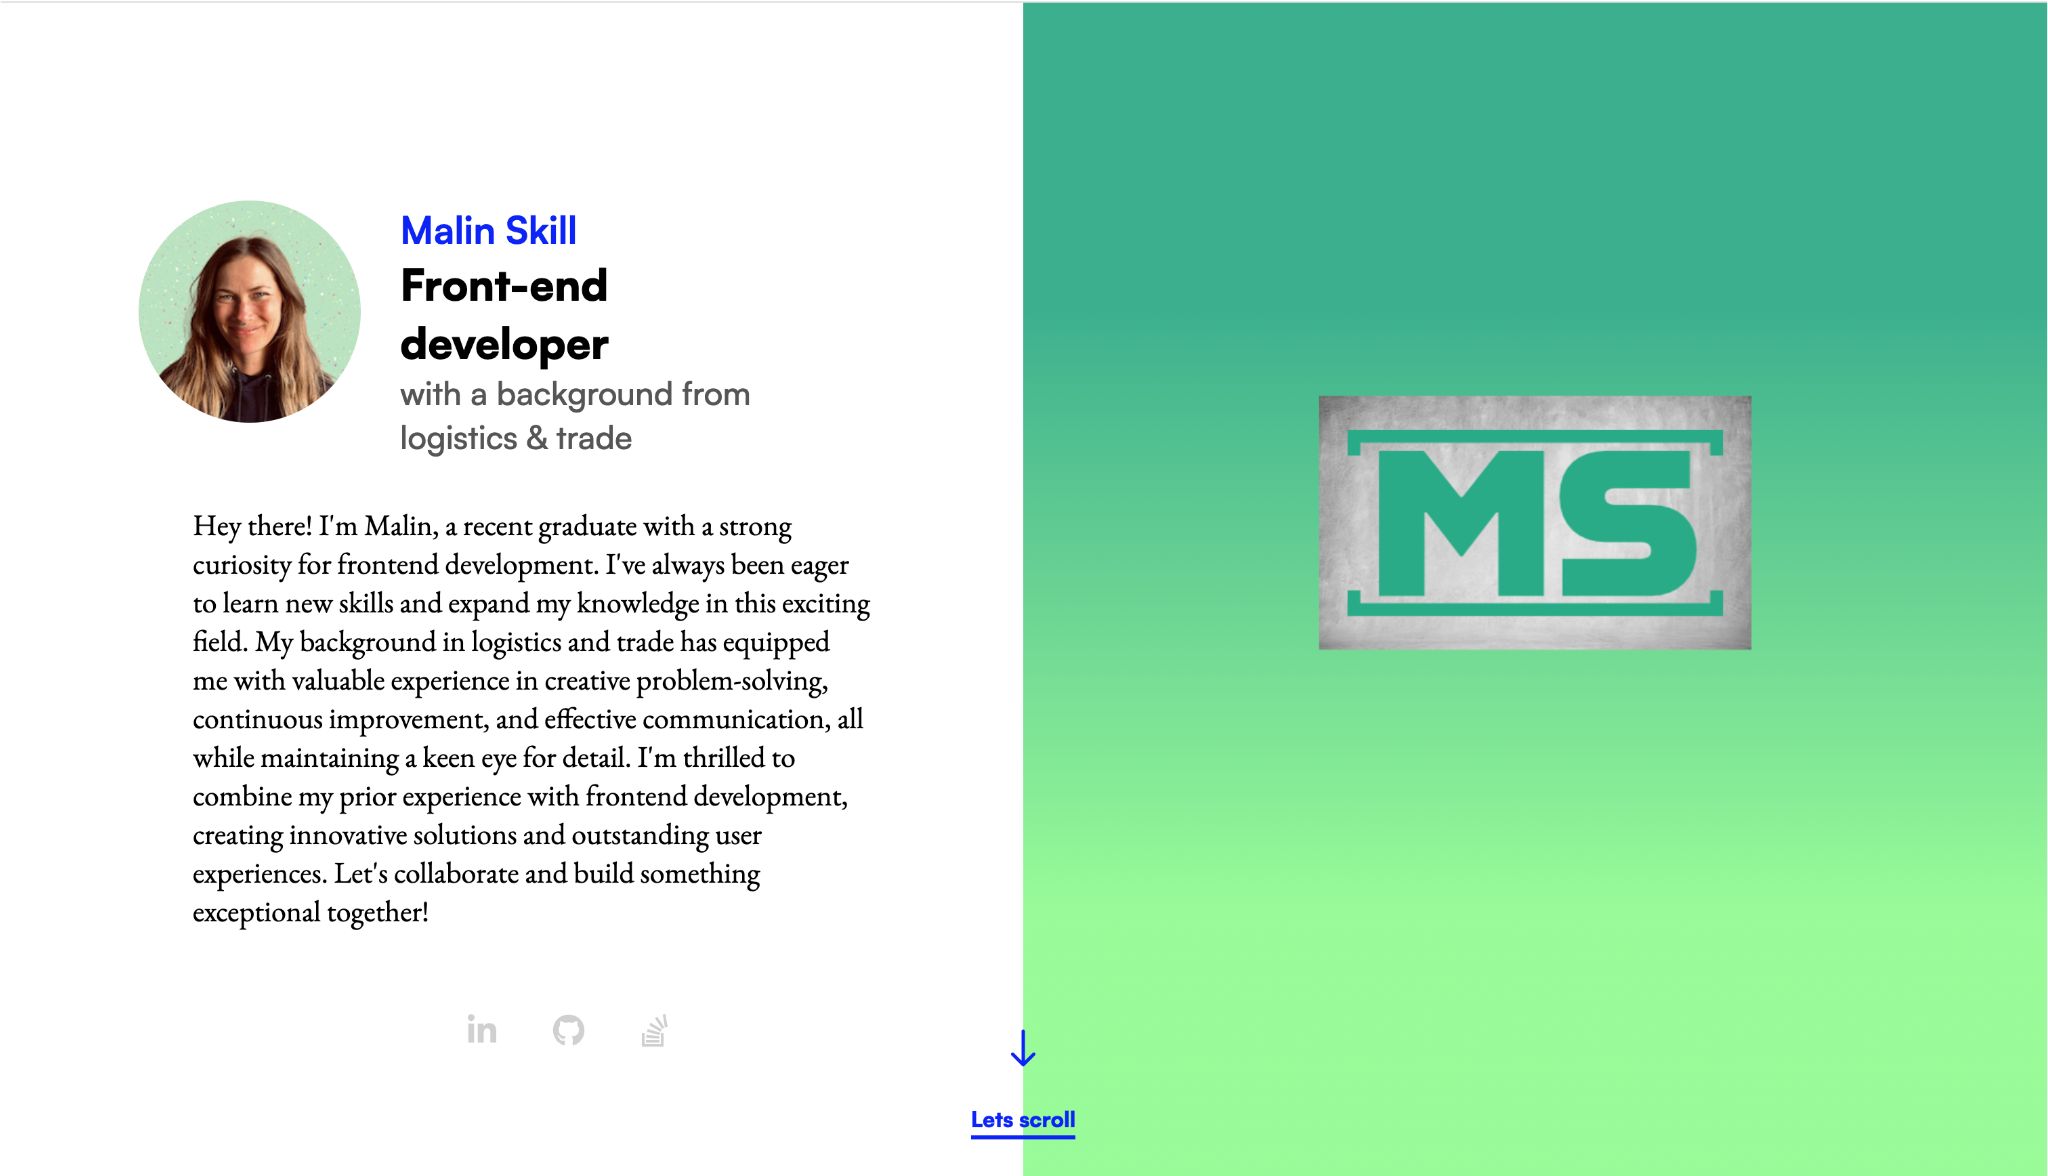 Malin Skill
Front-end
developer
with a background from
logistics & trade
Hey there! I'm Malin, a recent graduate with a strong
curiosity for frontend development. I've always been eager
to learn new skills and expand my knowledge in this exciting
field. My background in logistics and trade has equipped
me with valuable experience in creative problem-solving,
continuous improvement, and effective communication, all
while maintaining a keen eye for detail. I'm thrilled to
combine my prior experience with frontend development,
creating innovative solutions and outstanding user
experiences. Let's collaborate and build something
exceptional together!
in
MS
Lets scroll